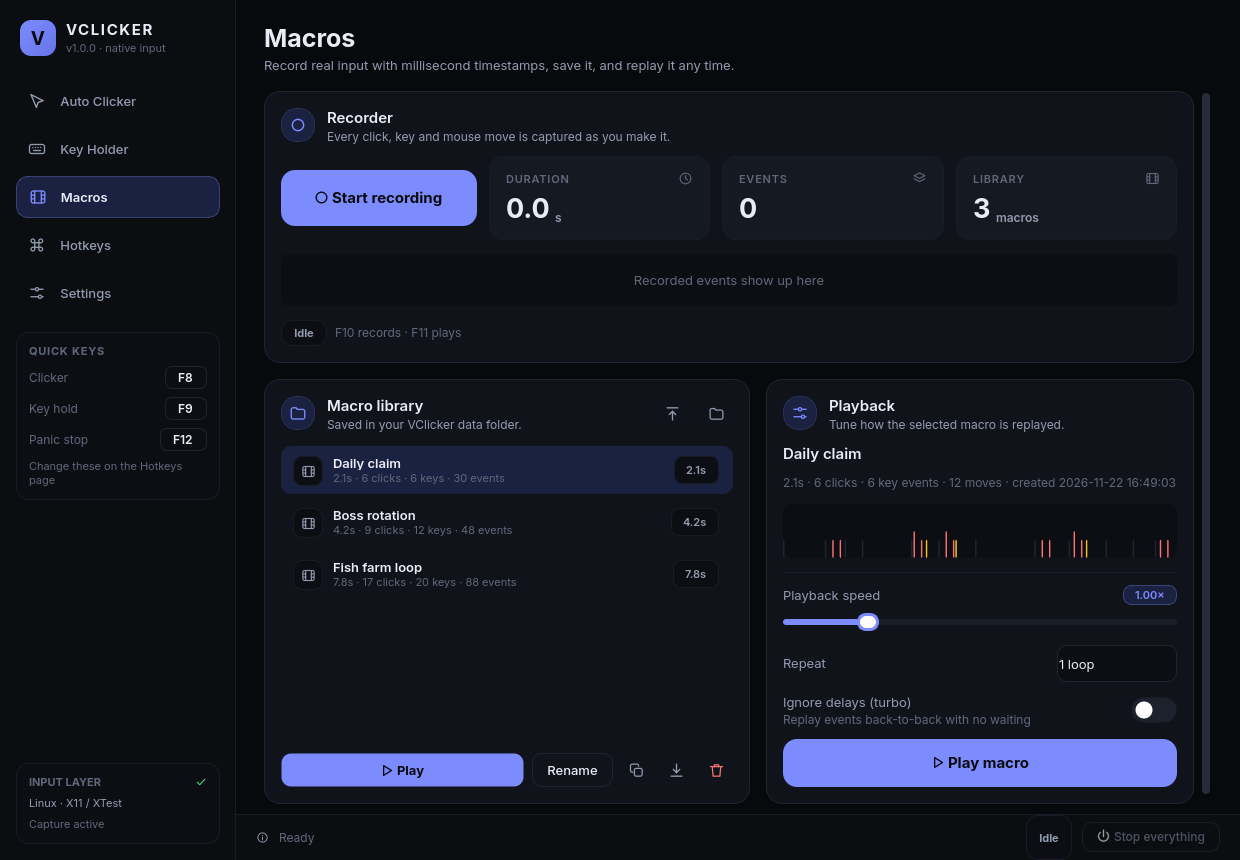 V
VCLICKER
v1.0.0 · native input
Auto Clicker
Key Holder
Macros
Hotkeys
Settings
QUICK KEYS
Clicker F8
Key hold F9
Panic stop F12
Change these on the Hotkeys
page
INPUT LAYER
Linux · X11 / XTest
Capture active
Macros
Record real input with millisecond timestamps, save it, and replay it any time.
Recorder
Every click, key and mouse move is captured as you make it.
Start recording
DURATION
0.0 s
EVENTS
0
LIBRARY
3 macros
Recorded events show up here
Idle F10 records · F11 plays
Macro library
Saved in your VClicker data folder.
Daily claim
2.1s · 6 clicks · 6 keys · 30 events
2.1s
Boss rotation
4.2s · 9 clicks · 12 keys · 48 events
4.2s
Fish farm loop
7.8s · 17 clicks · 20 keys · 88 events
7.8s
Play Rename
Playback
Tune how the selected macro is replayed.
Daily claim
2.1s · 6 clicks · 6 key events · 12 moves · created 2026-11-22 16:49:03
Playback speed 1.00×
Repeat 1 loop
Ignore delays (turbo)
Replay events back-to-back with no waiting
Play macro
Ready
Idle Stop everything